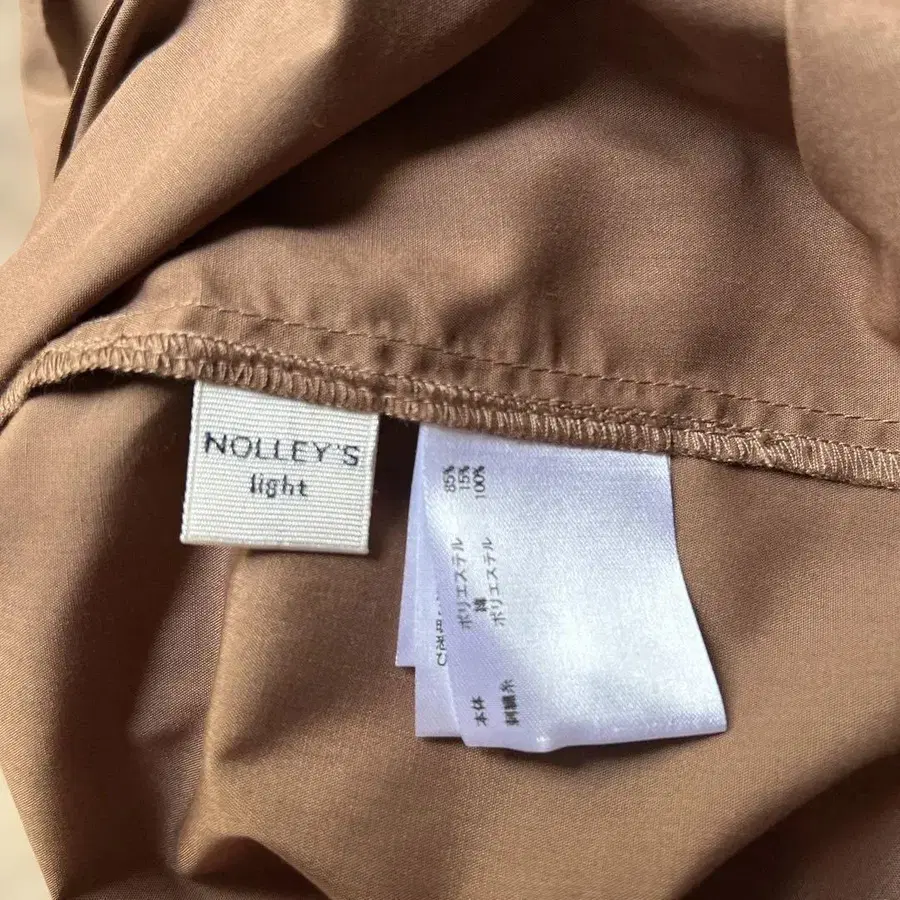 NOLLEY'S
light
本体 ポリエステル 85%
綿 15%
刺繍糸 ポリエステル 100%